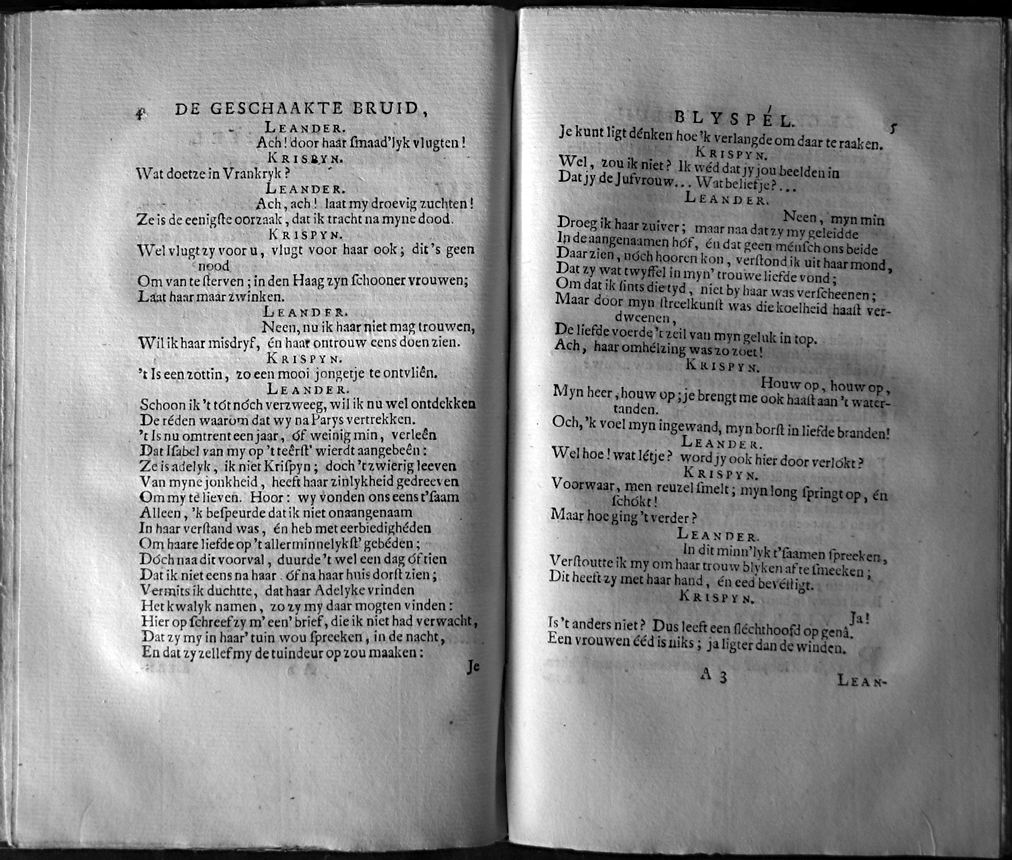 4 DE GESCHAAKTE BRUID,
LEANDER.
Ach! door haar ſmaad'lyk vlugten!
KRISPYN.
Wat doetze in Vrankryk?
LEANDER.
Ach, ach! laat my droevig zuchten!
Ze is de eenigſte oorzaak, dat ik tracht na myne dood.
KRISPYN.
Wel vlugt zy voor u, vlugt voor haar ook; dit's geen
nood
Om van te ſterven; in den Haag zyn ſchooner vrouwen;
Laat haar maar zwinken.
LEANDER.
Neen, nu ik haar niet mag trouwen,
Wil ik haar misdryf, én haar ontrouw eens doen zien.
KRISPYN.
't Is een zottin, zo een mooi jongetje te ontvliên.
LEANDER.
Schoon ik 't tót nóch verzweeg, wil ik nu wel ontdekken
De réden waarom dat wy na Parys vertrekken.
't Is nu omtrent een jaar, óf weinig min, verleên
Dat Iſabel van my op 't teêrſt' wierdt aangebeên:
Ze is adelyk, ik niet Kriſpyn; doch 't zwierig leeven
Van myne jonkheid, heeft haar zinlykheid gedreeven
Om my te lieven. Hoor: wy vonden ons eens t'ſaam
Alleen, 'k beſpeurde dat ik niet onaangenaam
In haar verſtand was, én heb met eerbiedighéden
Om haare liefde op 't allerminnelykſt' gebéden;
Dóch na dit voorval, duurde 't wel een dag óf tien
Dat ik niet eens na haar óf na haar huis dorſt zien;
Vermits ik duchtte, dat haar Adelyke vrinden
Het kwalyk namen, zo zy my daar mogten vinden:
Hier op ſchreef zy m' een' brief, die ik niet had verwacht,
Dat zy my in haar' tuin wou ſpreeken, in de nacht,
En dat zy zellef my de tuindeur op zou maaken:
Je
BLYSPÉL. 5
Je kunt ligt dénken hoe 'k verlangde om daar te raaken.
KRISPYN.
Wel, zou ik niet? Ik wéd dat jy jou beelden in
Dat jy de Jufvrouw... Wat beliefje?...
LEANDER.
Neen, myn min
Droeg ik haar zuiver; maar naa dat zy my geleidde
In de aangenaamen hóf, én dat geen ménſch ons beide
Daar zien, nóch hooren kon, verſtond ik uit haar mond,
Dat zy wat twyffel in myn' trouwe liefde vond;
Om dat ik ſints die tyd, niet by haar was verſcheenen;
Maar door myn ſtreelkunſt was die koelheid haaſt ver-
dweenen,
De liefde voerde 't zeil van myn geluk in top.
Ach, haar omhélzing was zo zoet!
KRISPYN.
Houw op, houw op,
Myn heer, houw op; je brengt me ook haaſt aan 't water-
tanden.
Och, 'k voel myn ingewand, myn borſt in liefde branden!
LEANDER.
Wel hoe! wat létje? word jy ook hier door verlókt?
KRISPYN.
Voorwaar, men reuzel ſmelt; myn long ſpringt op, én
ſchókt!
Maar hoe ging 't verder?
LEANDER.
In dit minn'lyk t'ſaamen ſpreeken,
Verſtoutte ik my om haar trouw blyken af te ſmeeken;
Dit heeft zy met haar hand, én eed bevéſtigt.
KRISPYN.
Ja!
Is 't anders niet? Dus leeft een ſléchthoofd op genâ.
Een vrouwen ééd is niks; ja ligter dan de winden.
A 3
LEAN-